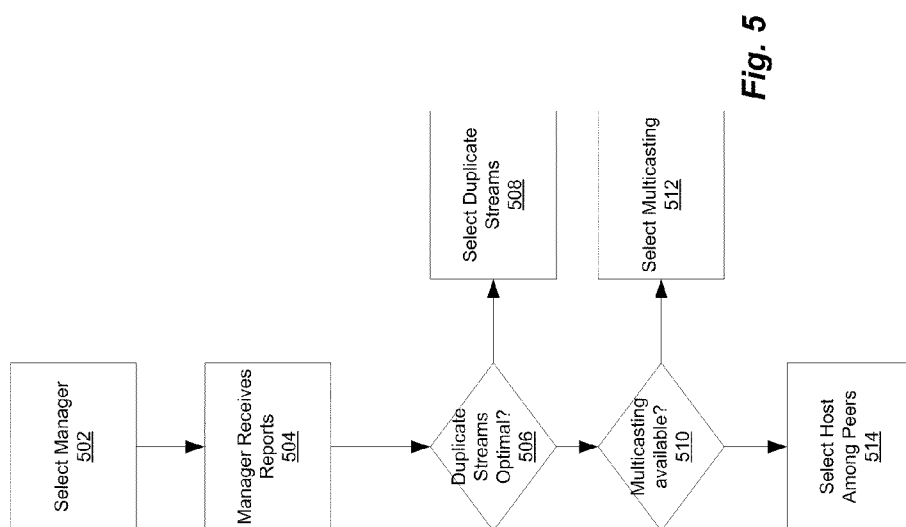 Select Manager
502
Manager Receives
Reports
504
Duplicate
Streams
Optimal?
506
Select Duplicate
Streams
508
Multicasting
available?
510
Select Multicasting
512
Select Host
Among Peers
514
Fig. 5